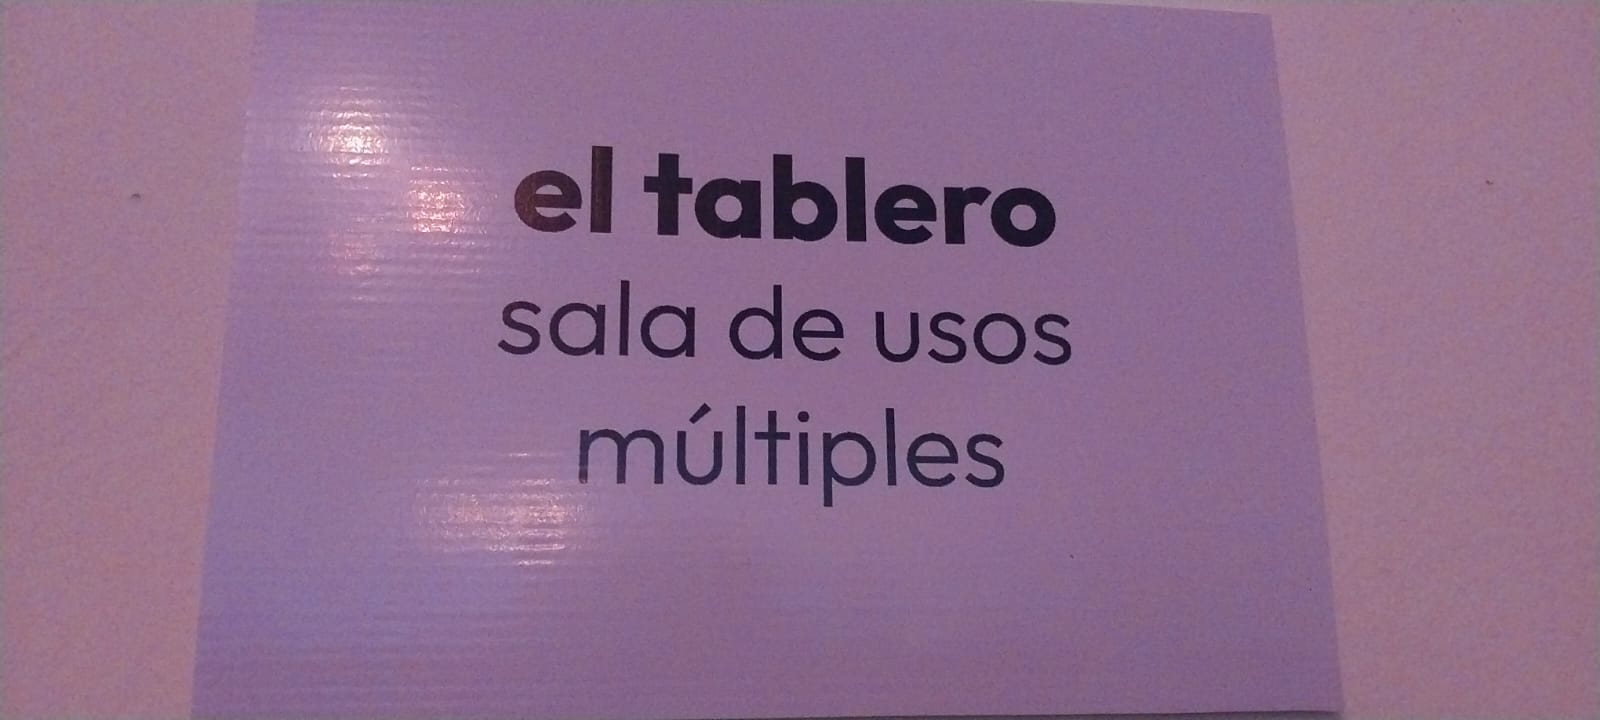 el tablero
sala de usos
múltiples